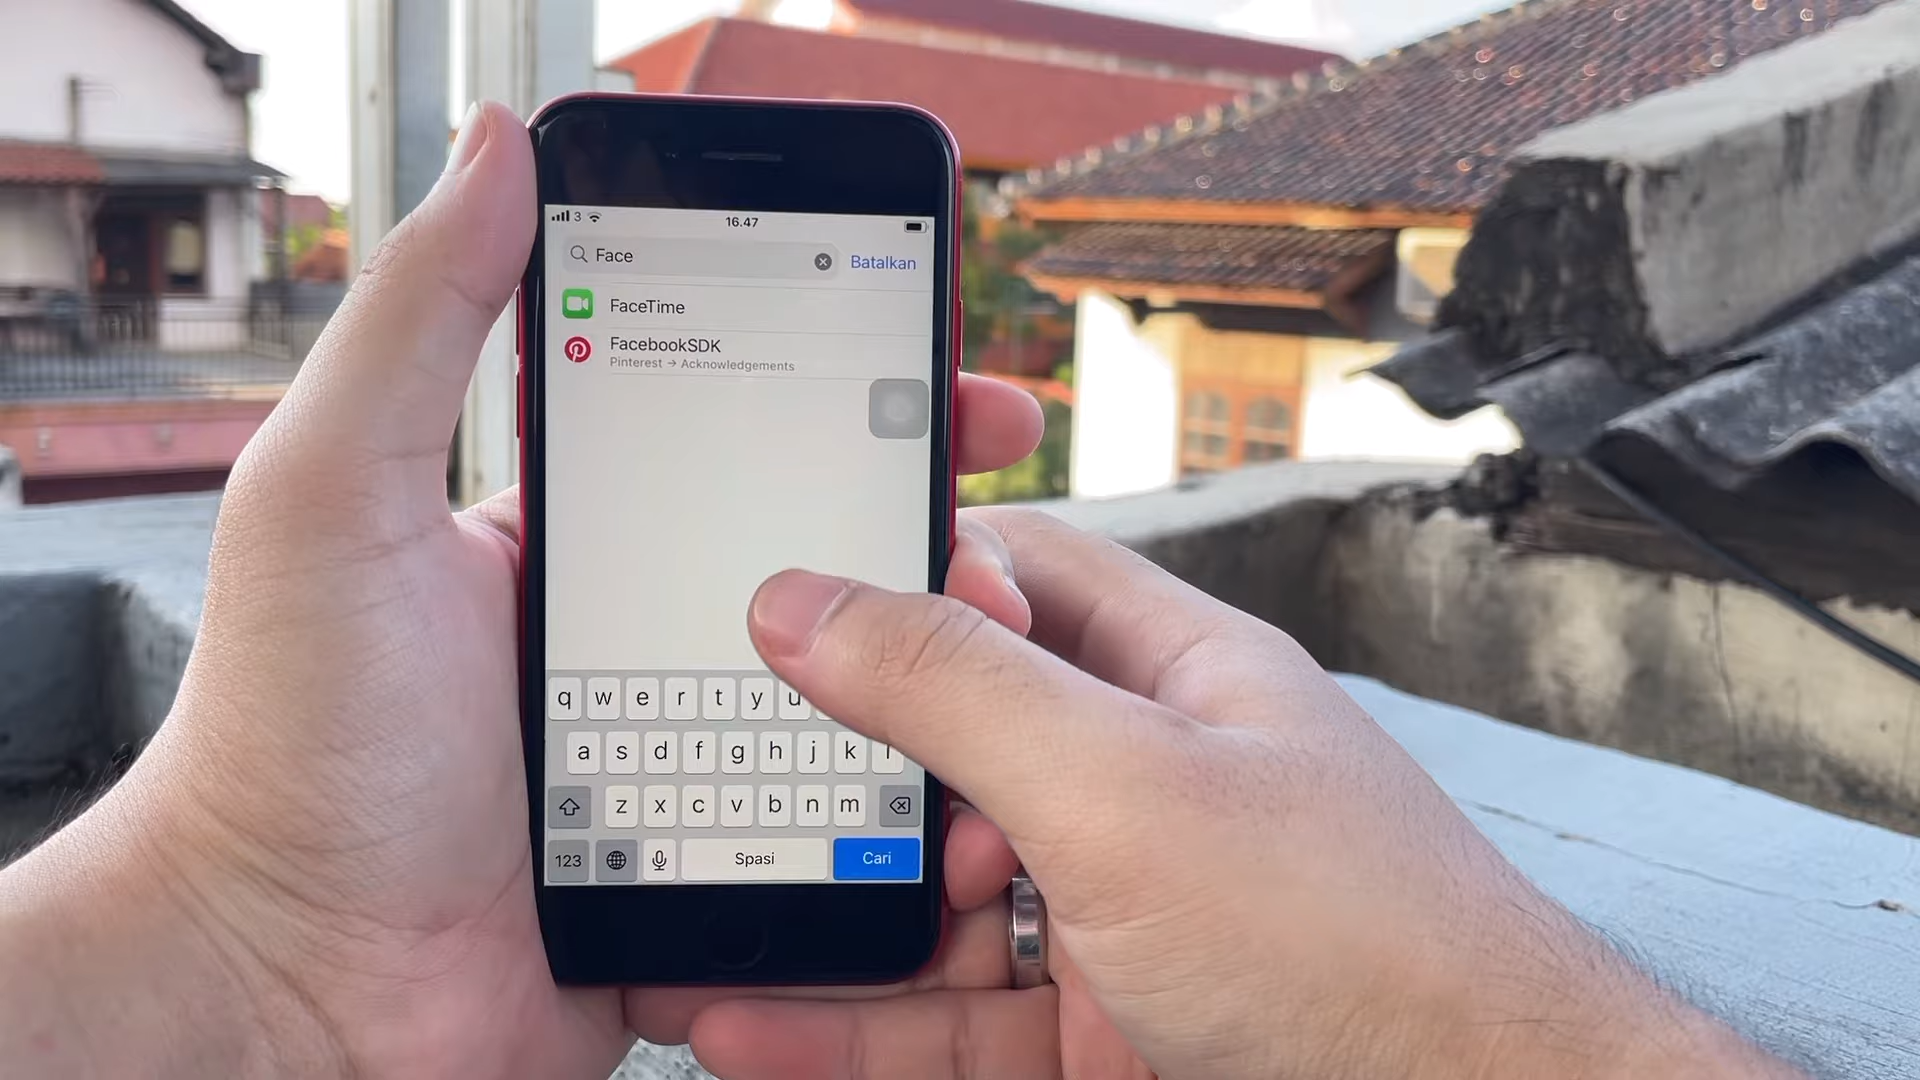 3
16.47
Face
Batalkan
FaceTime
FacebookSDK
Pinterest → Acknowledgements
q w e r t y u
a s d f g h j k l
z x c v b n m
123
Spasi
Cari